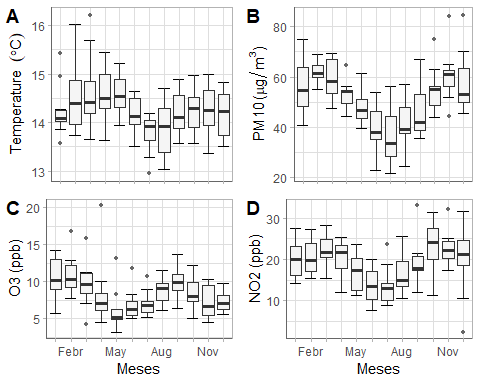 A
Temperature (°C)
16
15
14
13
B
PM10 (μg/m³)
80
60
40
20
C
O3 (ppb)
20
15
10
5
Febr May Aug Nov
Meses
D
NO2 (ppb)
30
20
10
Febr May Aug Nov
Meses